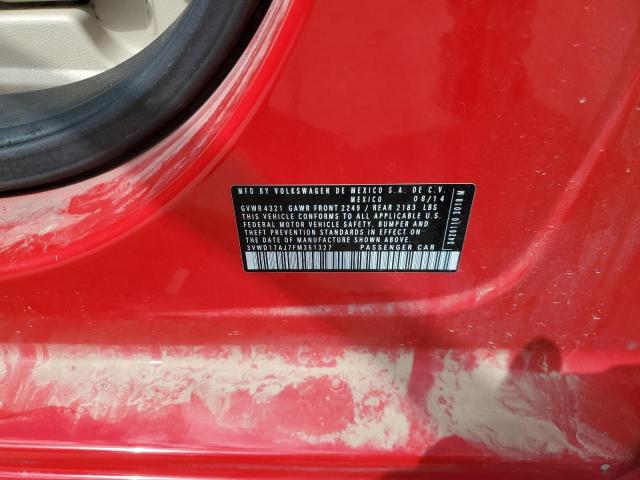 MFD BY VOLKSWAGEN DE MEXICO S.A. DE C.V.
MEXICO 08/14
GVWR 4321 GAWR FRONT 2249 / REAR 2183 LBS
THIS VEHICLE CONFORMS TO ALL APPLICABLE U.S.
FEDERAL MOTOR VEHICLE SAFETY, BUMPER AND
THEFT PREVENTION STANDARDS IN EFFECT ON THE
DATE OF MANUFACTURE SHOWN ABOVE.
3VWD17AJ7FM351327 PASSENGER CAR
3426110 3018 M